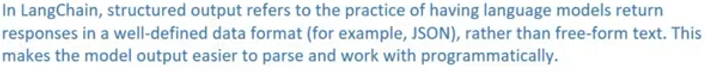 In LangChain, structured output refers to the practice of having language models return
responses in a well-defined data format (for example, JSON), rather than free-form text. This
makes the model output easier to parse and work with programmatically.